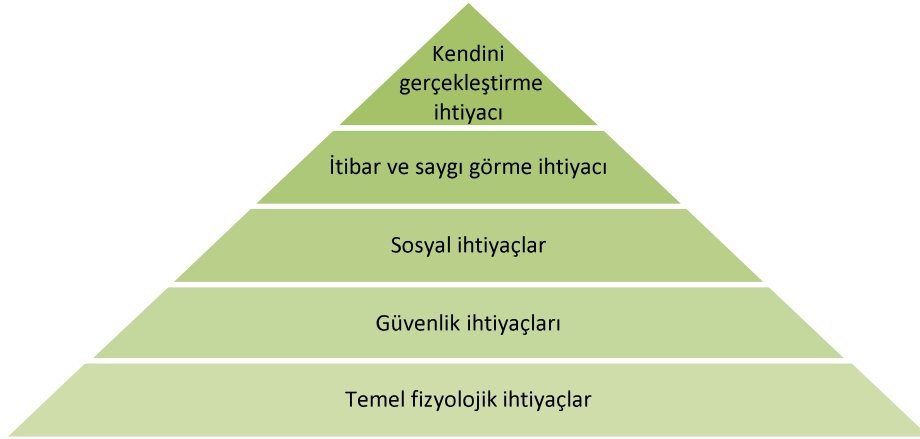 Kendini
gerçekleştirme
ihtiyacı
İtibar ve saygı görme ihtiyacı
Sosyal ihtiyaçlar
Güvenlik ihtiyaçları
Temel fizyolojik ihtiyaçlar